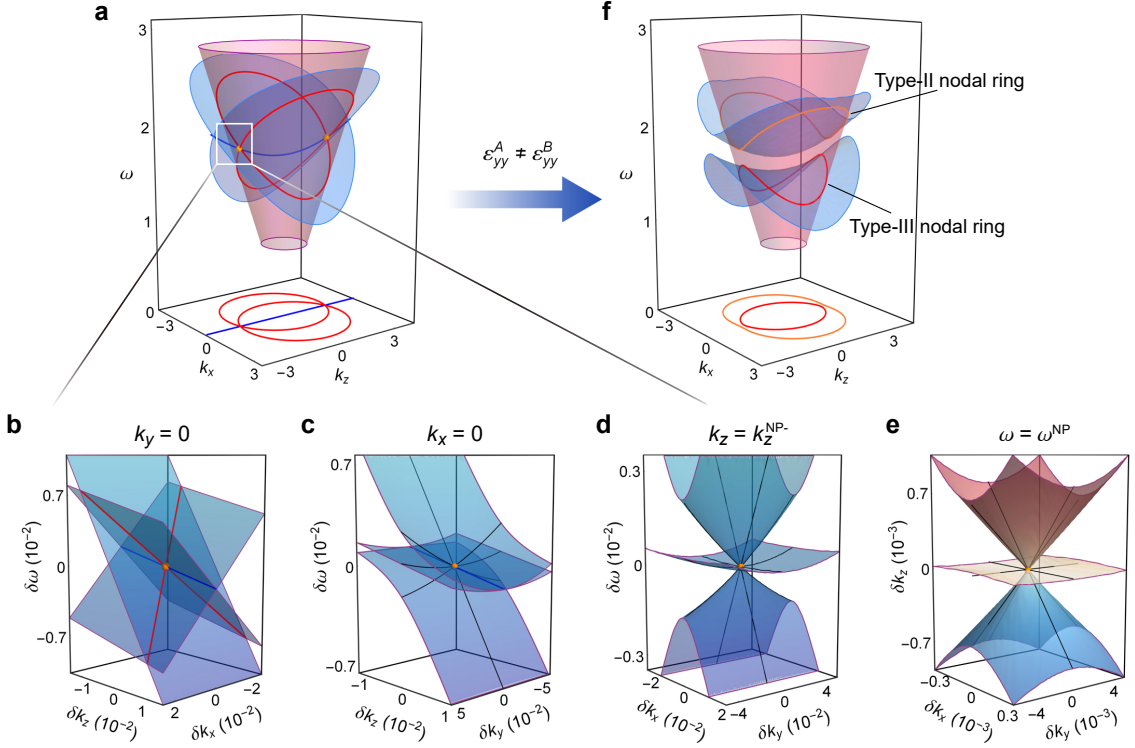 a
3
2
ω
1
0
−3
0
k_x
3
−3
0
k_z
3
ε^A_yy ≠ ε^B_yy
f
3
2
ω
1
0
−3
0
k_x
3
−3
0
k_z
3
Type-II nodal ring
Type-III nodal ring
b
k_y = 0
0.7
0
−0.7
δω (10⁻²)
−1
0
1
δk_z (10⁻²)
2
0
−2
δk_x (10⁻²)
c
k_x = 0
0.7
0
−0.7
δω (10⁻²)
−1
0
1
δk_z (10⁻²)
5
0
−5
δk_y (10⁻²)
d
k_z = k_z^NP-
0.3
0
−0.3
δω (10⁻²)
−2
0
2
δk_x (10⁻²)
−4
0
4
δk_y (10⁻²)
e
ω = ω^NP
0.7
0
−0.7
δk_z (10⁻³)
−0.3
0
0.3
δk_x (10⁻³)
−4
0
4
δk_y (10⁻³)